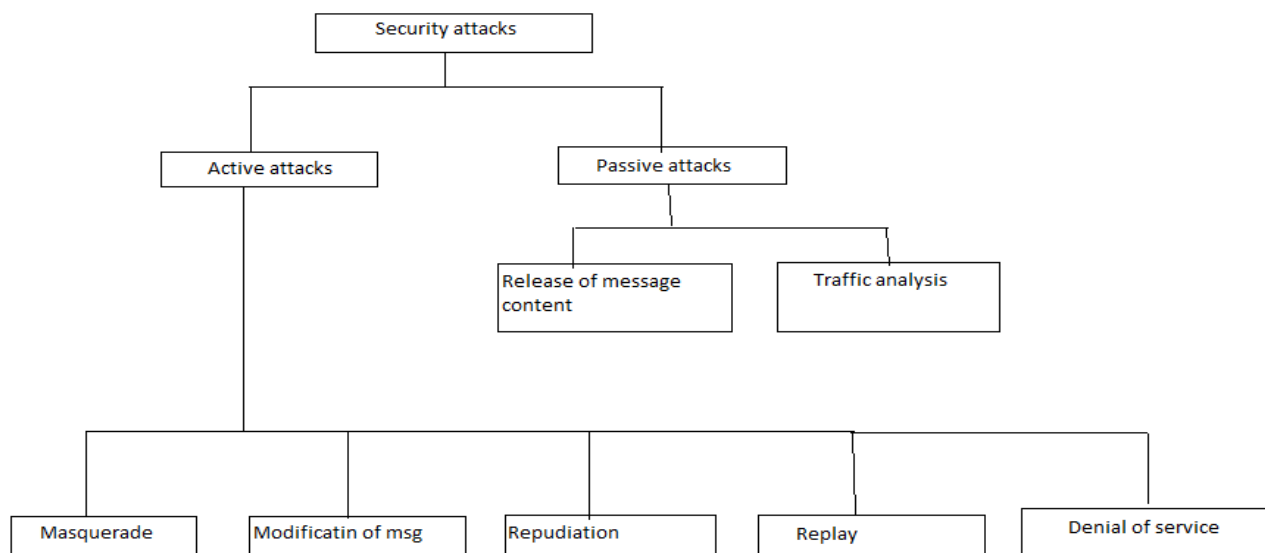 Security attacks
Active attacks
Passive attacks
Release of message
content
Traffic analysis
Masquerade
Modificatin of msg
Repudiation
Replay
Denial of service